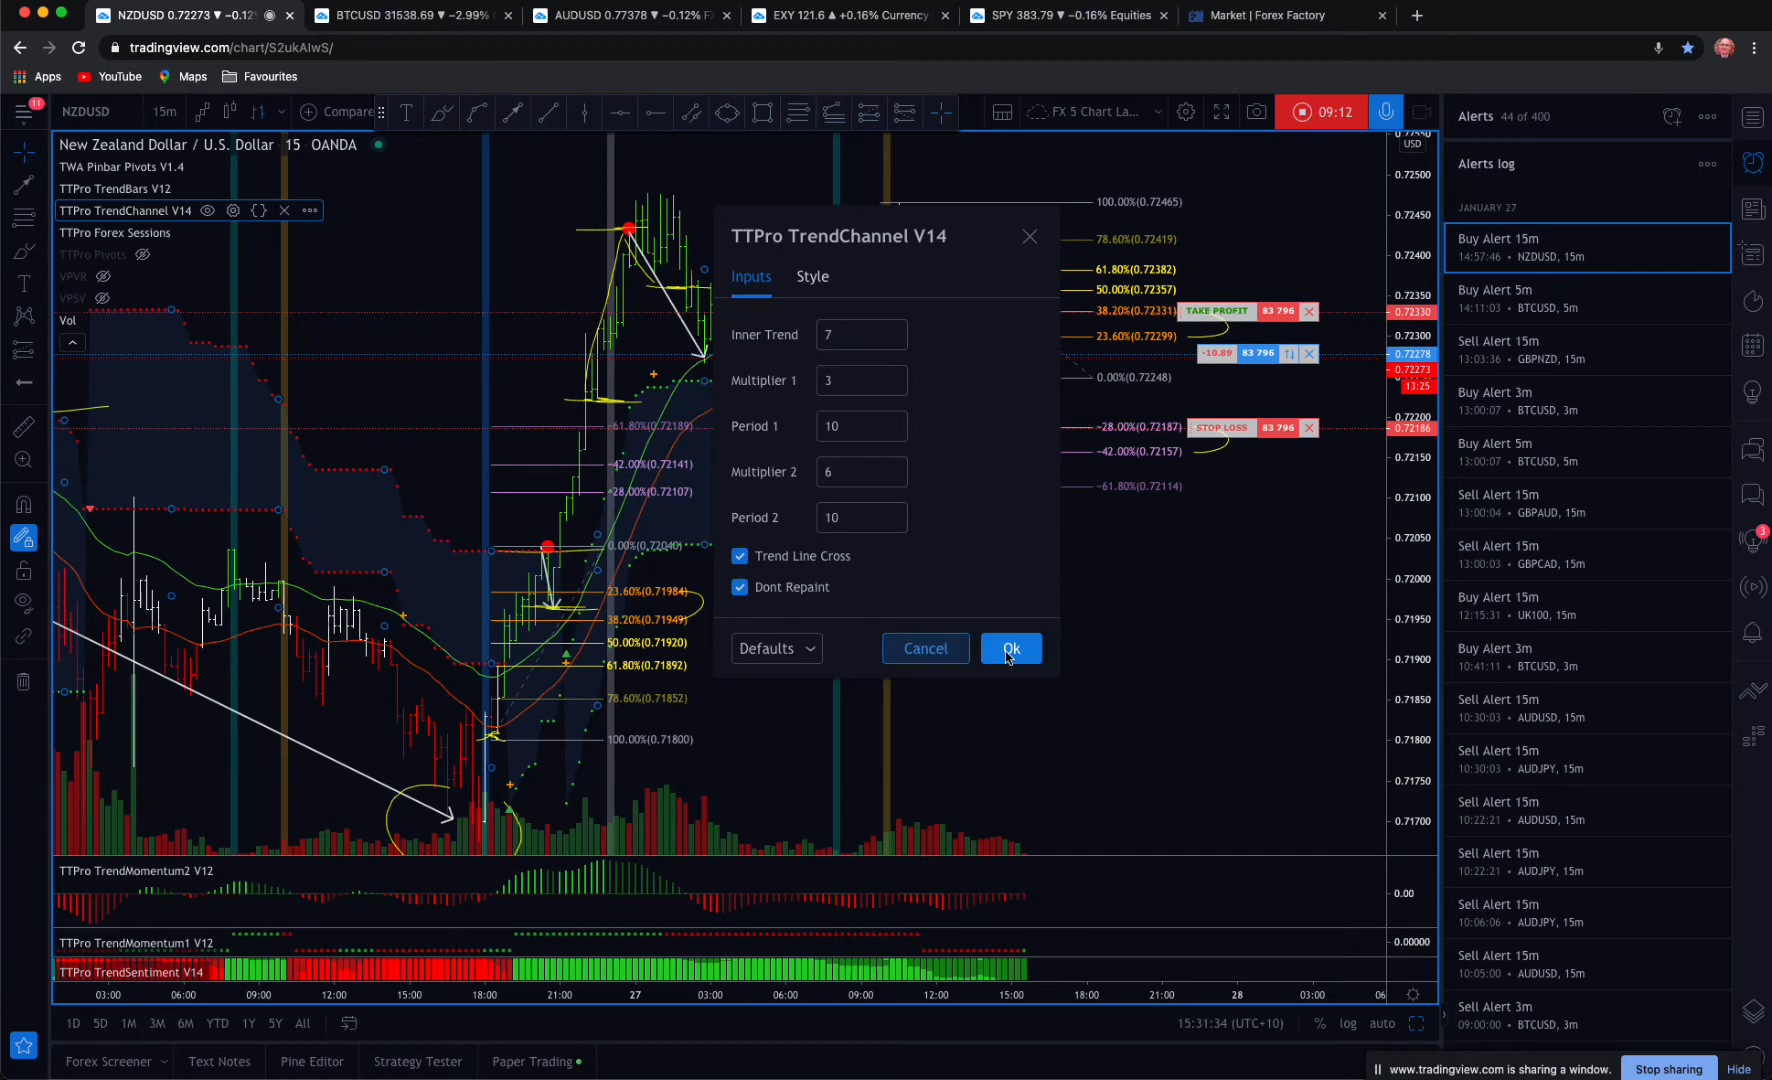 NZDUSD 0.72273 ▼ −0.12%
BTCUSD 31538.69 ▼ −2.99%
AUDUSD 0.77378 ▼ −0.12% F
EXY 121.6 ▲ +0.16% Currency
SPY 383.79 ▼ −0.16% Equities
Market | Forex Factory
tradingview.com/chart/S2ukAIwS/
Apps
YouTube
Maps
Favourites
11
NZDUSD
15m
Compare
FX 5 Chart La...
09:12
New Zealand Dollar / U.S. Dollar 15 OANDA
TWA Pinbar Pivots V1.4
TTPro TrendBars V12
TTPro TrendChannel V14
TTPro Forex Sessions
TTPro Pivots
VPVR
VPSV
Vol
TTPro TrendChannel V14
Inputs
Style
Inner Trend 7
Multiplier 1 3
Period 1 10
Multiplier 2 6
Period 2 10
Trend Line Cross
Dont Repaint
Defaults
Cancel
Ok
100.00%(0.72465)
78.60%(0.72419)
61.80%(0.72382)
50.00%(0.72357)
38.20%(0.72331)
23.60%(0.72299)
0.00%(0.72248)
−28.00%(0.72187)
−42.00%(0.72157)
−61.80%(0.72114)
TAKE PROFIT 83 796
-10.89 83 796
STOP LOSS 83 796
−61.80%(0.72189)
−42.00%(0.72141)
−28.00%(0.72107)
0.00%(0.72040)
23.60%(0.71984)
38.20%(0.71949)
50.00%(0.71920)
61.80%(0.71892)
78.60%(0.71852)
100.00%(0.71800)
0.72550
USD
0.72500
0.72450
0.72400
0.72350
0.72330
0.72300
0.72278
0.72273
13:25
0.72200
0.72186
0.72150
0.72100
0.72050
0.72000
0.71950
0.71900
0.71850
0.71800
0.71750
0.71700
TTPro TrendMomentum2 V12
0.00
TTPro TrendMomentum1 V12
0.00000
TTPro TrendSentiment V14
03:00 06:00 09:00 12:00 15:00 18:00 21:00 27 03:00 06:00 09:00 12:00 15:00 18:00 21:00 28 03:00 06
1D 5D 1M 3M 6M YTD 1Y 5Y All
15:31:34 (UTC+10)
% log auto
Forex Screener
Text Notes
Pine Editor
Strategy Tester
Paper Trading
Alerts 44 of 400
Alerts log
JANUARY 27
Buy Alert 15m
14:57:46 • NZDUSD, 15m
Buy Alert 5m
14:11:03 • BTCUSD, 5m
Sell Alert 15m
13:03:36 • GBPNZD, 15m
Buy Alert 3m
13:00:07 • BTCUSD, 3m
Buy Alert 5m
13:00:07 • BTCUSD, 5m
Sell Alert 15m
13:00:04 • GBPAUD, 15m
Sell Alert 15m
13:00:03 • GBPCAD, 15m
Buy Alert 15m
12:15:31 • UK100, 15m
Buy Alert 3m
10:41:11 • BTCUSD, 3m
Sell Alert 15m
10:30:03 • AUDUSD, 15m
Sell Alert 15m
10:30:03 • AUDJPY, 15m
Sell Alert 15m
10:22:21 • AUDUSD, 15m
Sell Alert 15m
10:22:21 • AUDJPY, 15m
Sell Alert 15m
10:06:06 • AUDJPY, 15m
Sell Alert 15m
10:05:00 • AUDUSD, 15m
Sell Alert 3m
09:00:00 • BTCUSD, 3m
3
www.tradingview.com is sharing a window.
Stop sharing
Hide